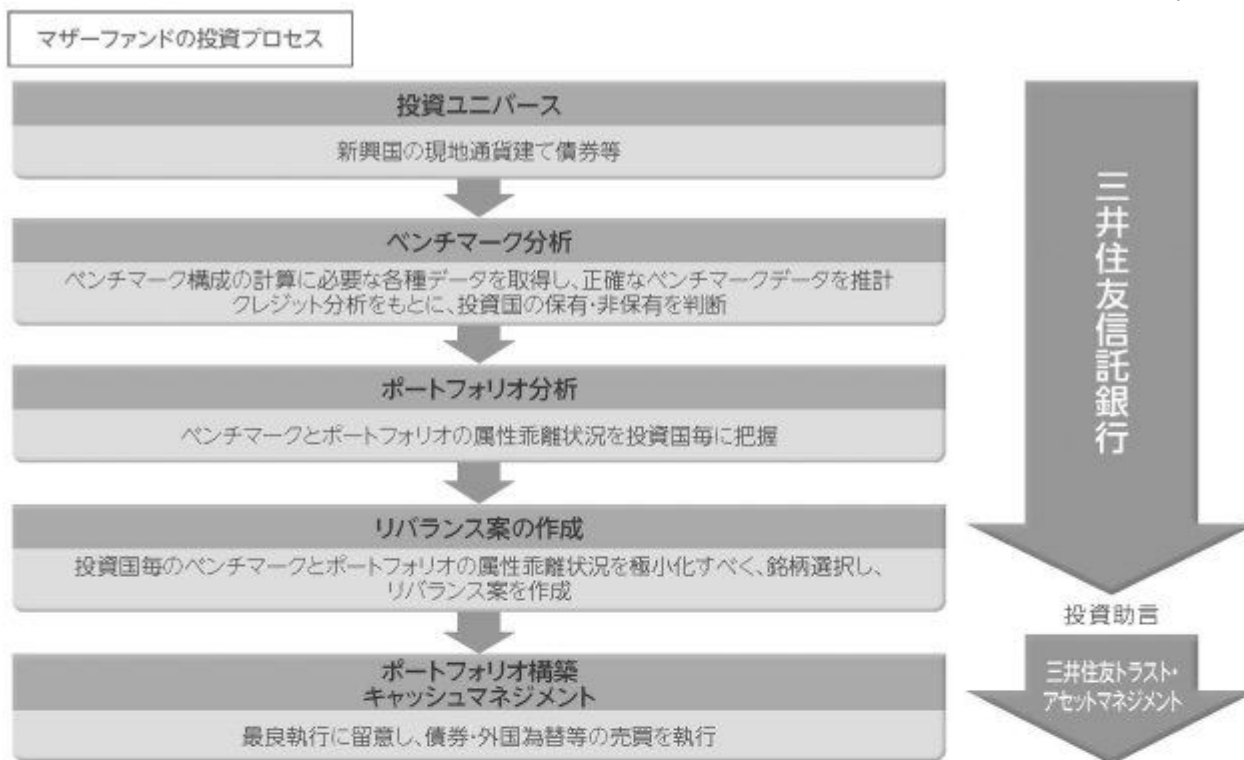 マザーファンドの投資プロセス
投資ユニバース
新興国の現地通貨建て債券等
ベンチマーク分析
ベンチマーク構成の計算に必要な各種データを取得し、正確なベンチマークデータを推計
クレジット分析をもとに、投資国の保有・非保有を判断
ポートフォリオ分析
ベンチマークとポートフォリオの属性乖離状況を投資国毎に把握
リバランス案の作成
投資国毎のベンチマークとポートフォリオの属性乖離状況を極小化すべく、銘柄選択し、
リバランス案を作成
ポートフォリオ構築
キャッシュマネジメント
最良執行に留意し、債券・外国為替等の売買を執行
三井住友信託銀行
投資助言
三井住友トラスト・
アセットマネジメント